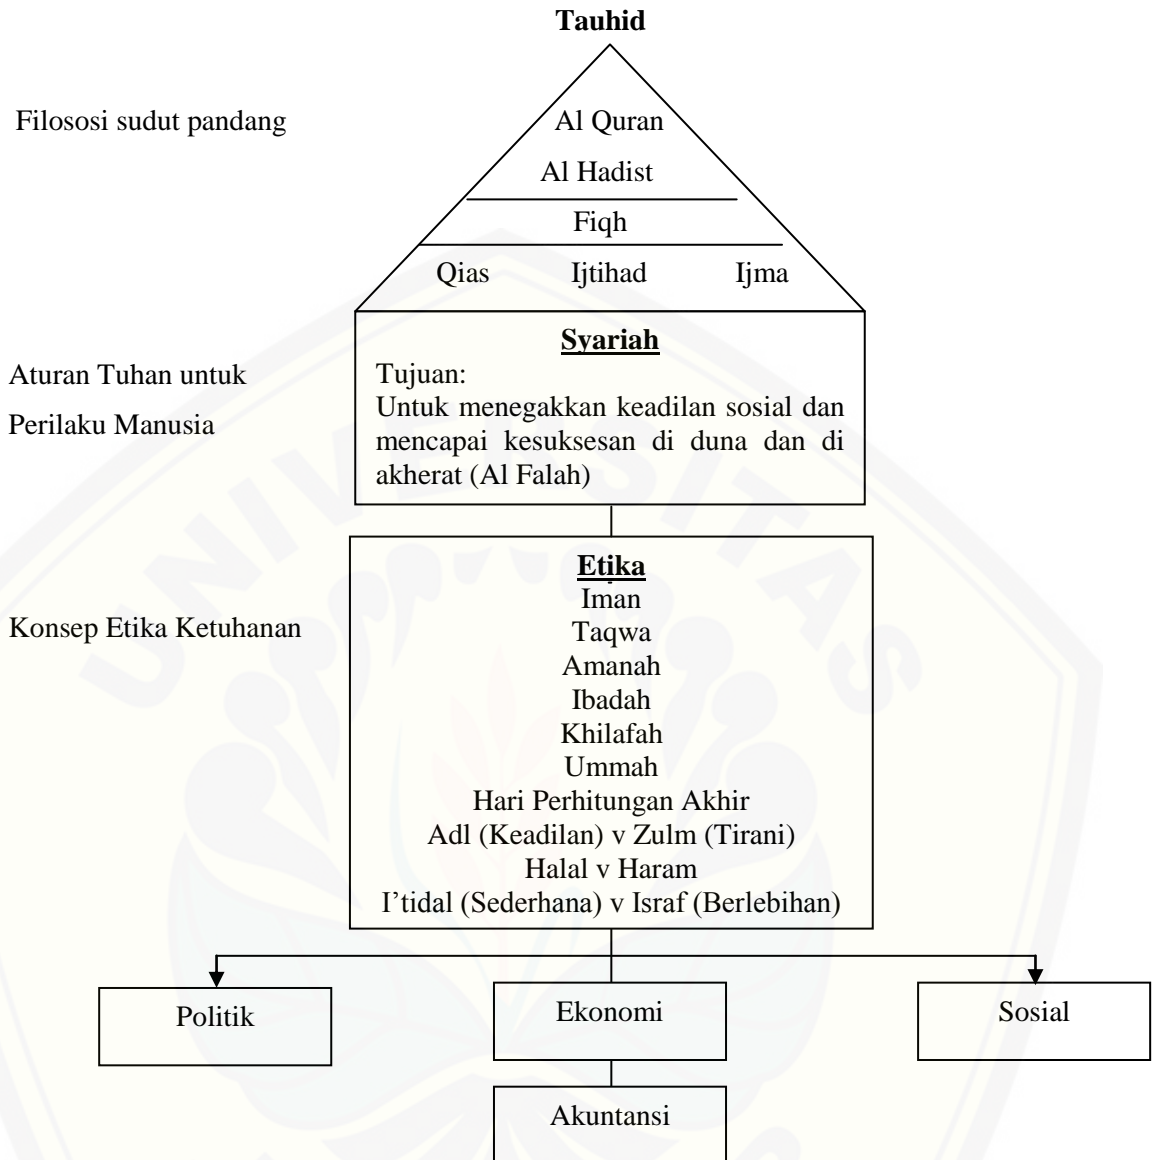 Tauhid
Filososi sudut pandang
Al Quran
Al Hadist
Fiqh
Qias Ijtihad Ijma
Syariah
Aturan Tuhan untuk
Perilaku Manusia
Tujuan:
Untuk menegakkan keadilan sosial dan
mencapai kesuksesan di duna dan di
akherat (Al Falah)
Etika
Konsep Etika Ketuhanan
Iman
Taqwa
Amanah
Ibadah
Khilafah
Ummah
Hari Perhitungan Akhir
Adl (Keadilan) v Zulm (Tirani)
Halal v Haram
I’tidal (Sederhana) v Israf (Berlebihan)
Politik
Ekonomi
Sosial
Akuntansi
UNIVERSITAS